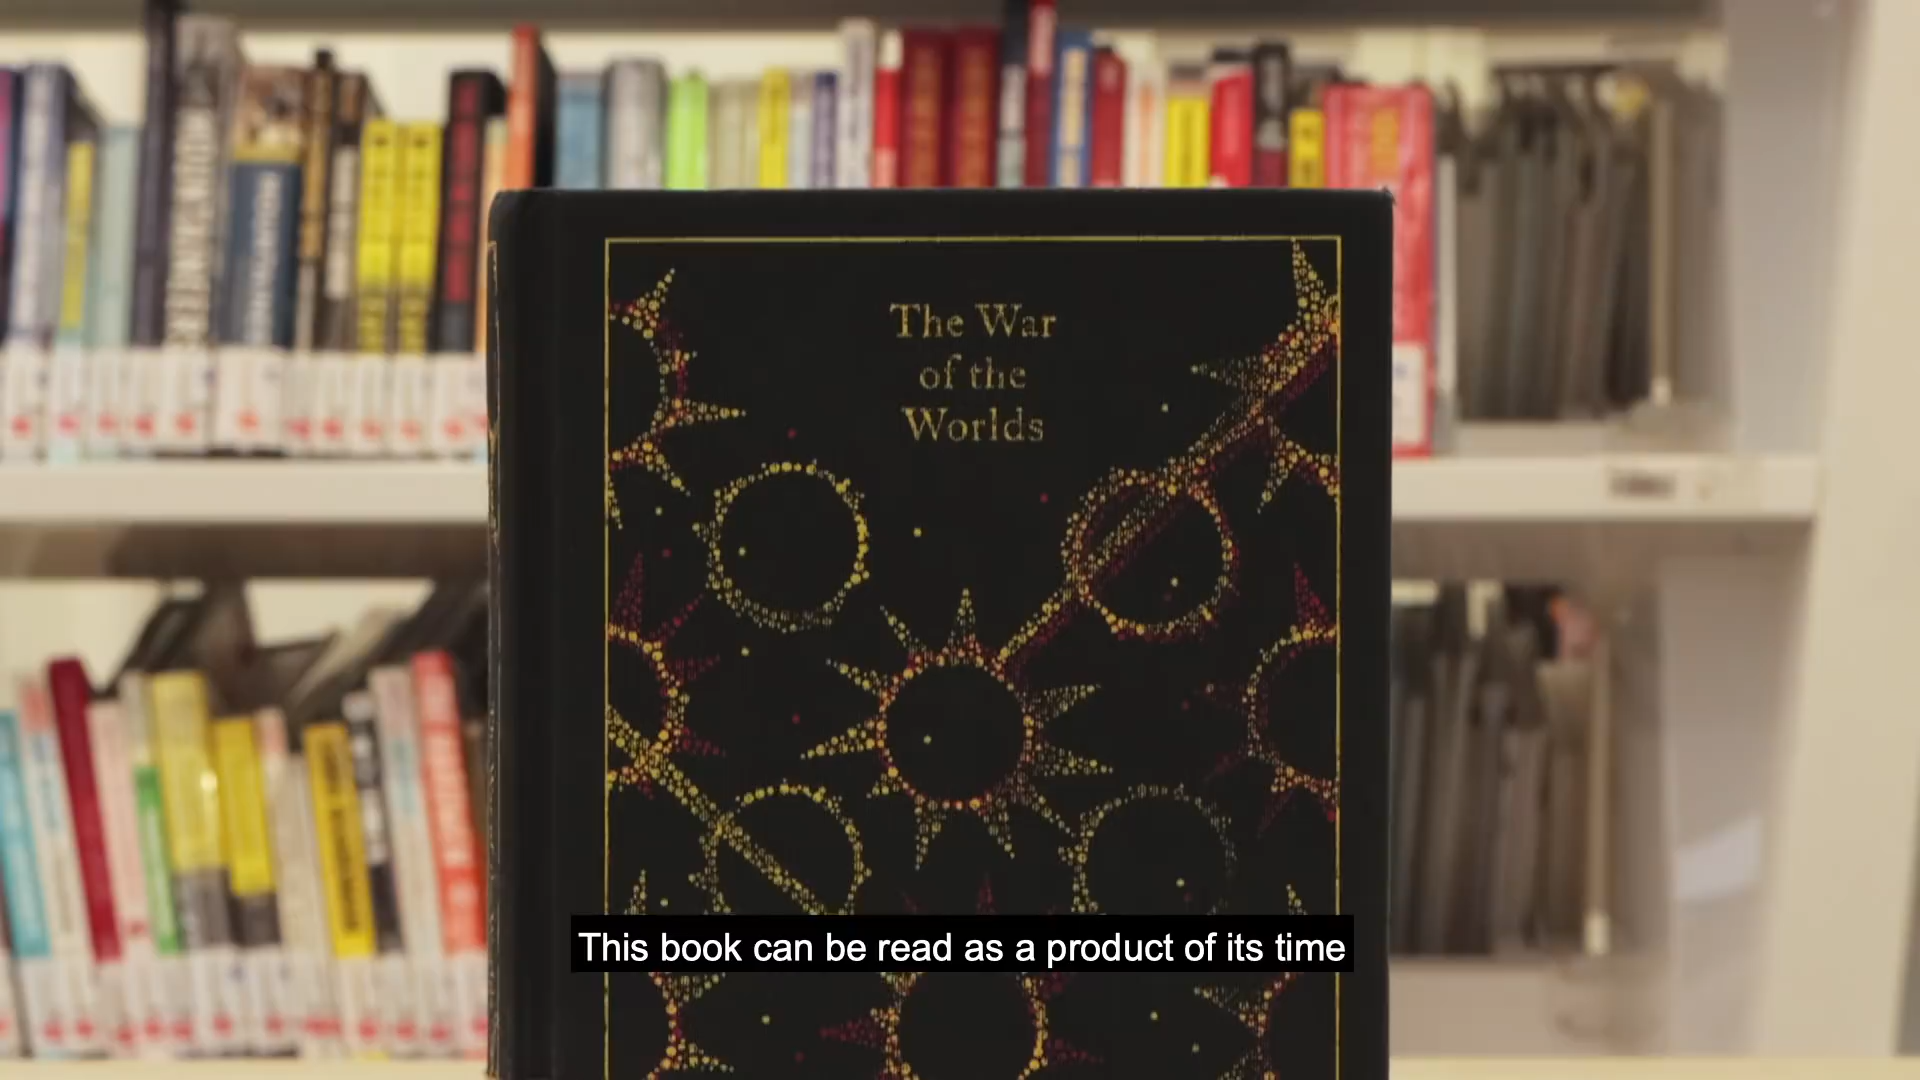 The War
of the
Worlds
This book can be read as a product of its time